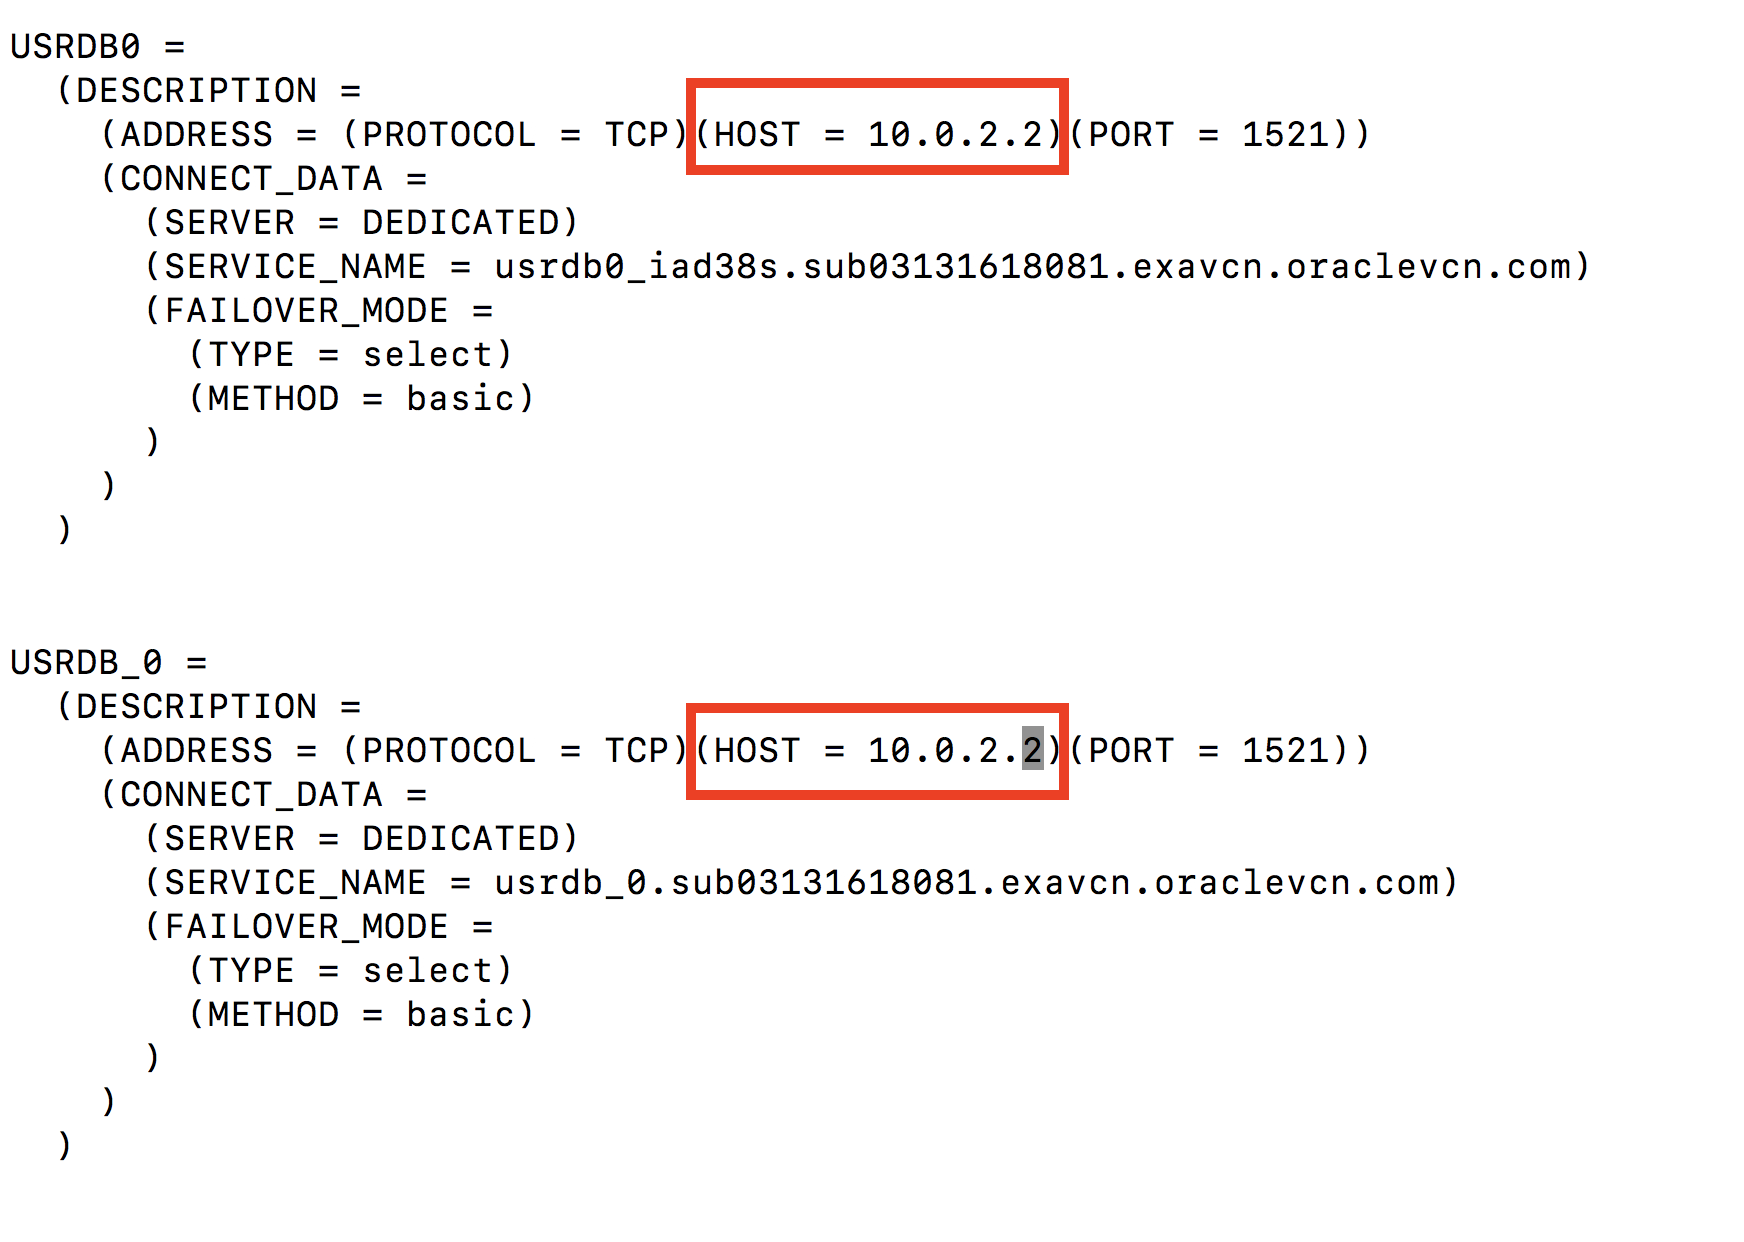 USRDB0 =
  (DESCRIPTION =
    (ADDRESS = (PROTOCOL = TCP)(HOST = 10.0.2.2)(PORT = 1521))
    (CONNECT_DATA =
      (SERVER = DEDICATED)
      (SERVICE_NAME = usrdb0_iad38s.sub03131618081.exavcn.oraclevcn.com)
      (FAILOVER_MODE =
        (TYPE = select)
        (METHOD = basic)
      )
    )
  )
USRDB_0 =
  (DESCRIPTION =
    (ADDRESS = (PROTOCOL = TCP)(HOST = 10.0.2.2)(PORT = 1521))
    (CONNECT_DATA =
      (SERVER = DEDICATED)
      (SERVICE_NAME = usrdb_0.sub03131618081.exavcn.oraclevcn.com)
      (FAILOVER_MODE =
        (TYPE = select)
        (METHOD = basic)
      )
    )
  )